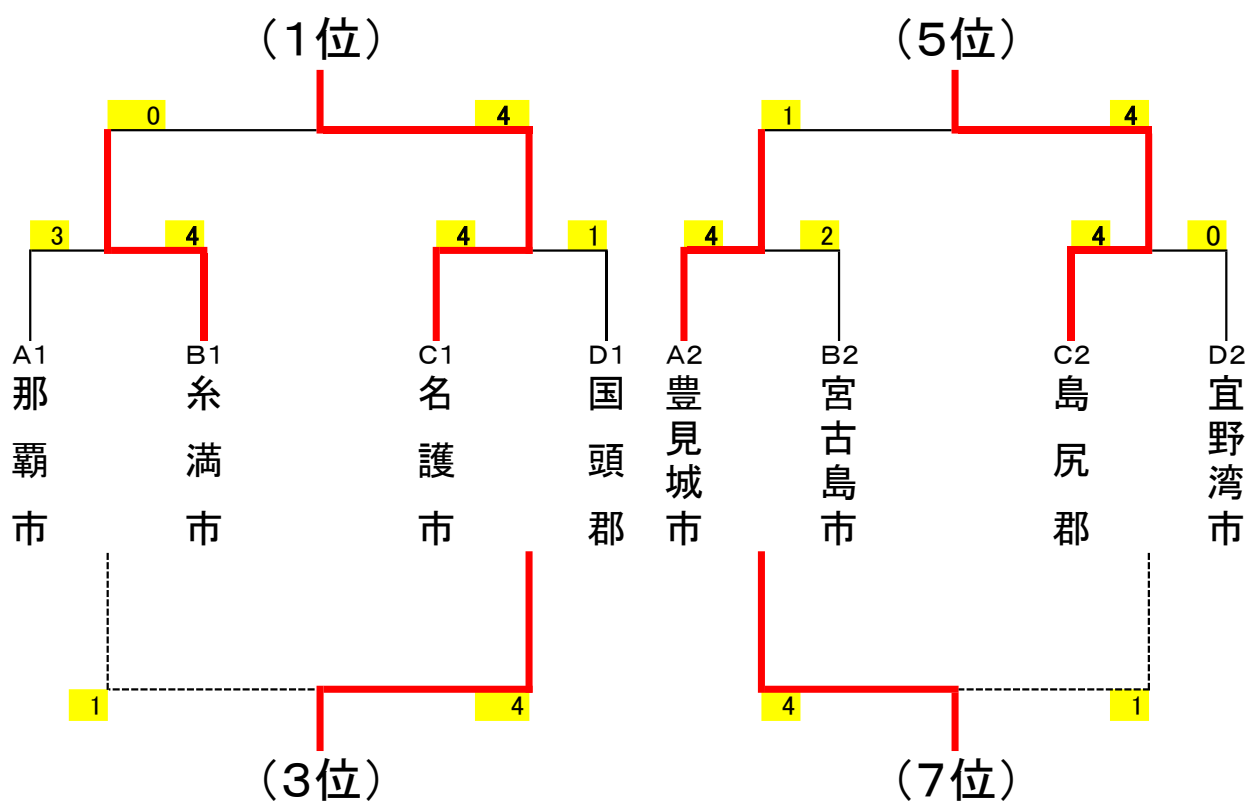 （1位）
（5位）
0
4
1
4
3
4
4
1
4
2
4
0
A1
B1
C1
D1
A2
B2
C2
D2
那覇市
糸満市
名護市
国頭郡
豊見城市
宮古島市
島尻郡
宜野湾市
1
4
4
1
（3位）
（7位）